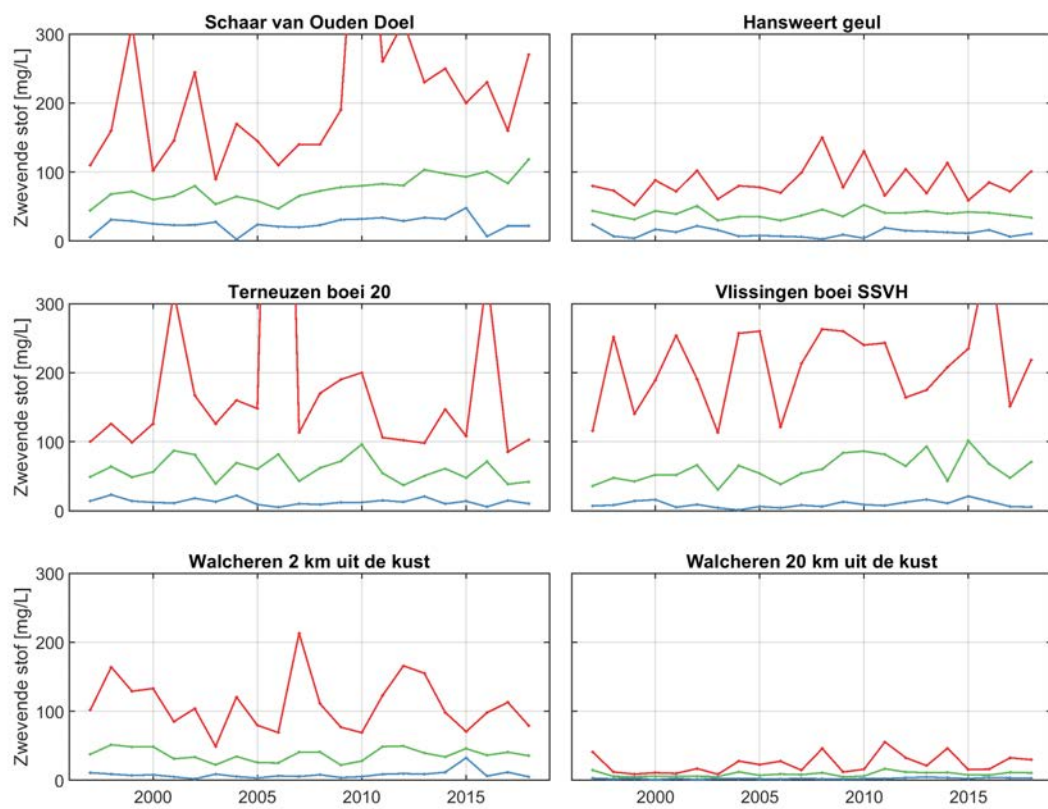 Schaar van Ouden Doel
Hansweert geul
Zwevende stof [mg/L]
300
200
100
0
Terneuzen boei 20
Vlissingen boei SSVH
Zwevende stof [mg/L]
300
200
100
0
Walcheren 2 km uit de kust
Walcheren 20 km uit de kust
Zwevende stof [mg/L]
300
200
100
0
2000 2005 2010 2015
2000 2005 2010 2015